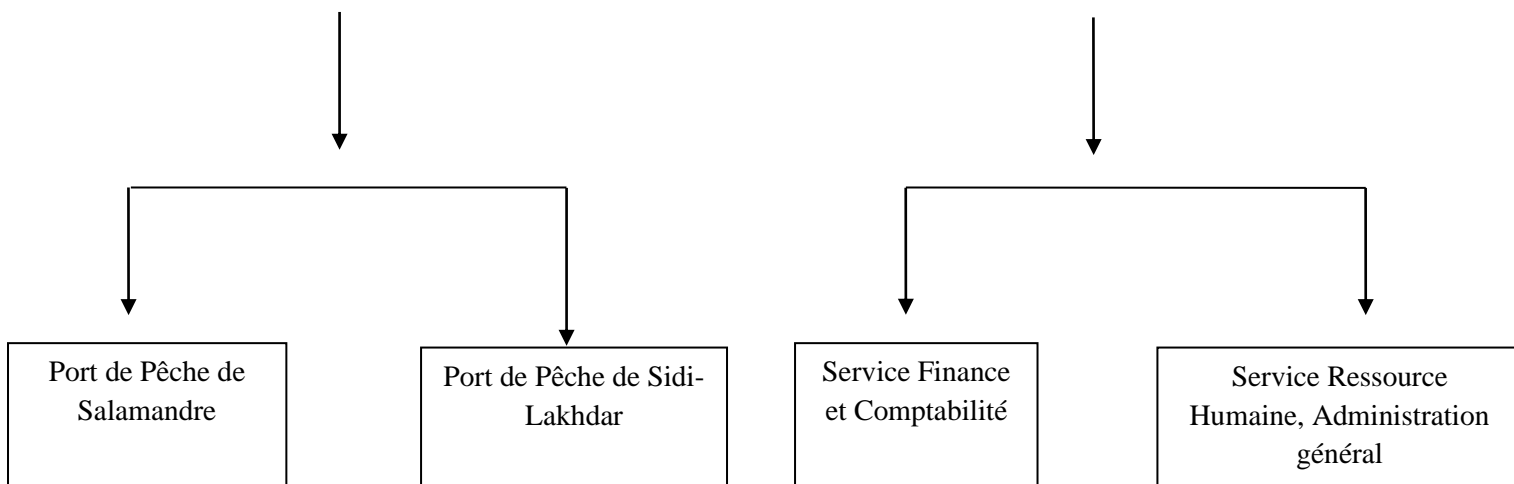 Port de Pêche de
Salamandre
Port de Pêche de Sidi-
Lakhdar
Service Finance
et Comptabilité
Service Ressource
Humaine, Administration
général